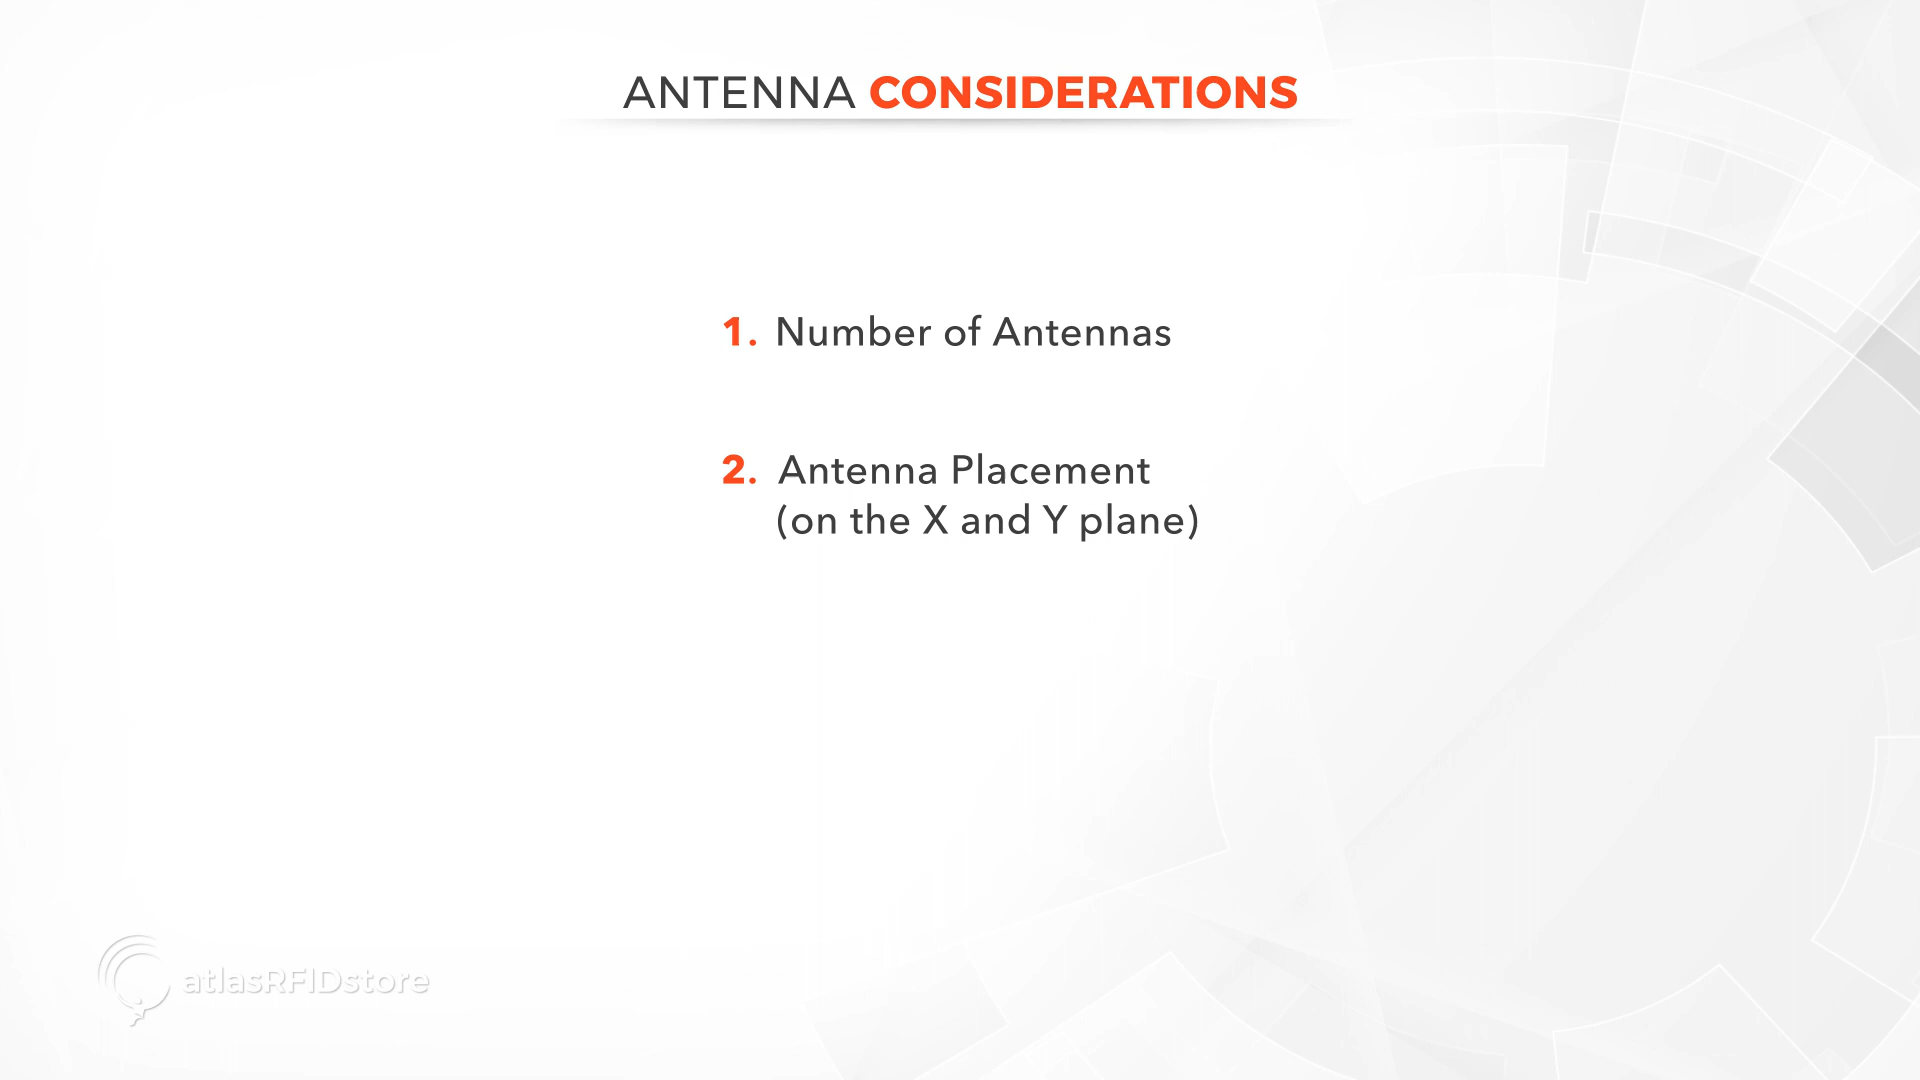 ANTENNA CONSIDERATIONS
1. Number of Antennas
2. Antenna Placement
(on the X and Y plane)
atlasRFIDstore